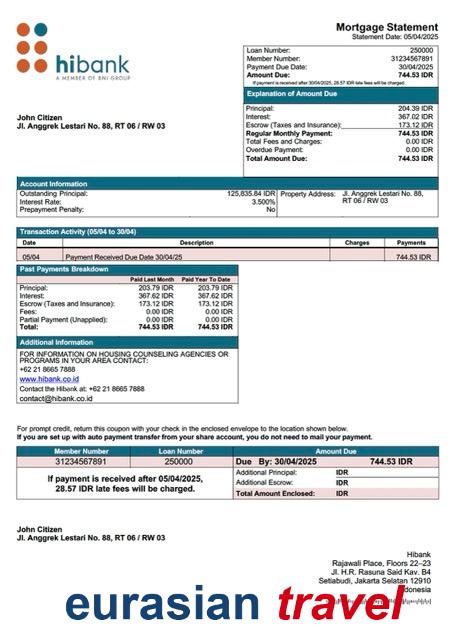 hibank
A MEMBER OF BNI GROUP
Mortgage Statement
Statement Date: 05/04/2025
Loan Number: 250000
Member Number: 31234567891
Payment Due Date: 30/04/2025
Amount Due: 744.53 IDR
If payment is received after 30/04/2025, 28.57 IDR late fees will be charged.
Explanation of Amount Due
Principal: 204.39 IDR
Interest: 367.02 IDR
Escrow (Taxes and Insurance): 173.12 IDR
Regular Monthly Payment: 744.53 IDR
Total Fees and Charges: 0.00 IDR
Overdue Payment: 0.00 IDR
Total Amount Due: 744.53 IDR
John Citizen
Jl. Anggrek Lestari No. 88, RT 06 / RW 03
Account Information
Outstanding Principal: 125,835.84 IDR
Interest Rate: 3.500%
Prepayment Penalty: No
Property Address: Jl. Anggrek Lestari No. 88,
RT 06 / RW 03
Transaction Activity (05/04 to 30/04)
Date Description Charges Payments
05/04 Payment Received Due Date 30/04/25 744.53 IDR
Past Payments Breakdown
Paid Last Month Paid Year To Date
Principal: 203.79 IDR 203.79 IDR
Interest: 367.62 IDR 367.62 IDR
Escrow (Taxes and Insurance): 173.12 IDR 173.12 IDR
Fees: 0.00 IDR 0.00 IDR
Partial Payment (Unapplied): 0.00 IDR 0.00 IDR
Total: 744.53 IDR 744.53 IDR
Additional Information
FOR INFORMATION ON HOUSING COUNSELING AGENCIES OR
PROGRAMS IN YOUR AREA CONTACT:
+62 21 8665 7888
www.hibank.co.id
Contact the Hibank at: +62 21 8665 7888
contact@hibank.co.id
For prompt credit, return this coupon with your check in the enclosed envelope to the location shown below.
If you are set up with auto payment transfer from your share account, you do not need to mail your payment.
Member Number Loan Number Amount Due
31234567891 250000 Due By: 30/04/2025 744.53 IDR
If payment is received after 05/04/2025,
28.57 IDR late fees will be charged.
Additional Principal: IDR
Additional Escrow: IDR
Total Amount Enclosed: IDR
John Citizen
Jl. Anggrek Lestari No. 88, RT 06 / RW 03
Hibank
Rajawali Place, Floors 22–23
Jl. H.R. Rasuna Said Kav. B4
Setiabudi, Jakarta Selatan 12910
eurasian travel